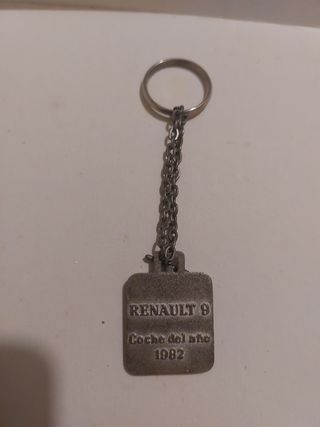 RENAULT 9
Coche del año
1982